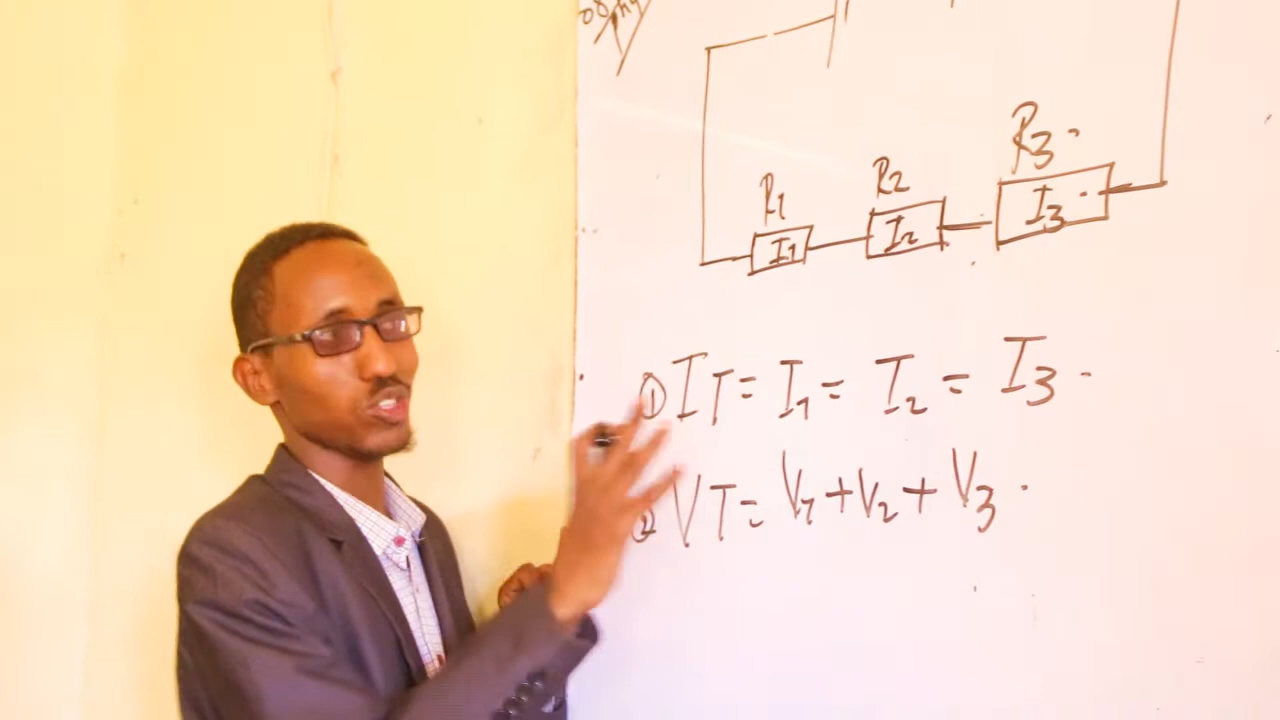 R1 R2 R3.
I1 I2 I3.
① IT = I1 = I2 = I3.
② VT = V1 + V2 + V3.